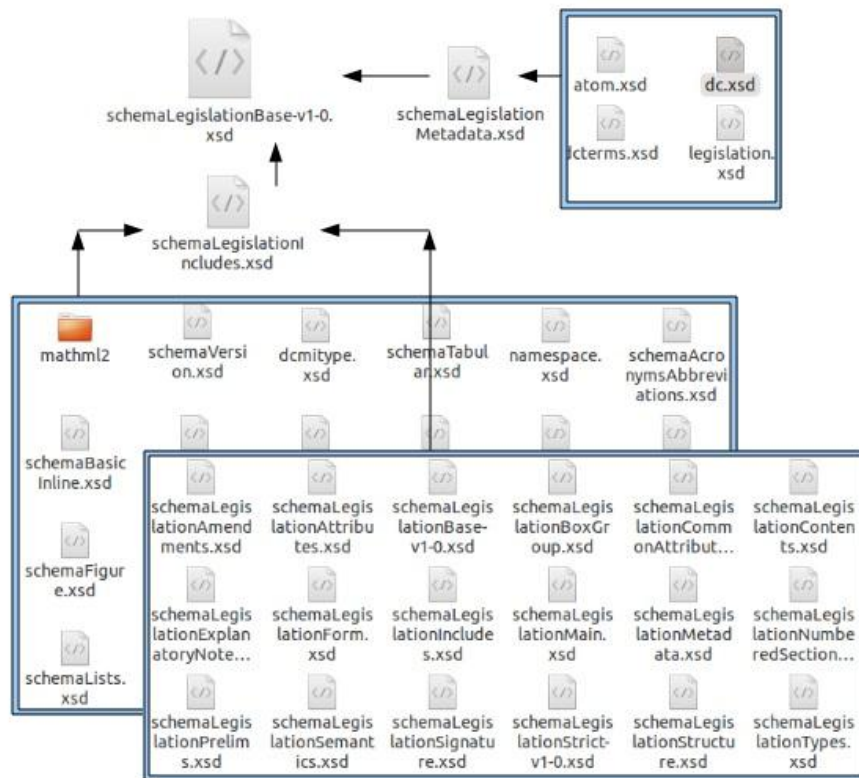 atom.xsd
dc.xsd
schemaLegislationBase-v1-0.
xsd
schemaLegislation
Metadata.xsd
dcterms.xsd
legislation.
xsd
schemaLegislationI
ncludes.xsd
mathml2
schemaVersi
on.xsd
dcmitype.
xsd
schemaTabul
ar.xsd
namespace.
xsd
schemaAcro
nymsAbbrevi
ations.xsd
schemaBasic
Inline.xsd
schemaFigur
e.xsd
schemaLists.
xsd
schemaLegis
lationAmend
ments.xsd
schemaLegis
lationAttribu
tes.xsd
schemaLegis
lationBase-
v1-0.xsd
schemaLegis
lationBoxGr
oup.xsd
schemaLegis
lationComm
onAttribut...
schemaLegis
lationConten
ts.xsd
schemaLegis
lationExplan
atoryNote...
schemaLegis
lationForm.
xsd
schemaLegis
lationInclude
s.xsd
schemaLegis
lationMain.
xsd
schemaLegis
lationMetad
ata.xsd
schemaLegis
lationNumbe
redSection...
schemaLegis
lationPrelim
s.xsd
schemaLegis
lationSemant
ics.xsd
schemaLegis
lationSignatu
re.xsd
schemaLegis
lationStrict-
v1-0.xsd
schemaLegis
lationStructu
re.xsd
schemaLegis
lationTypes.
xsd